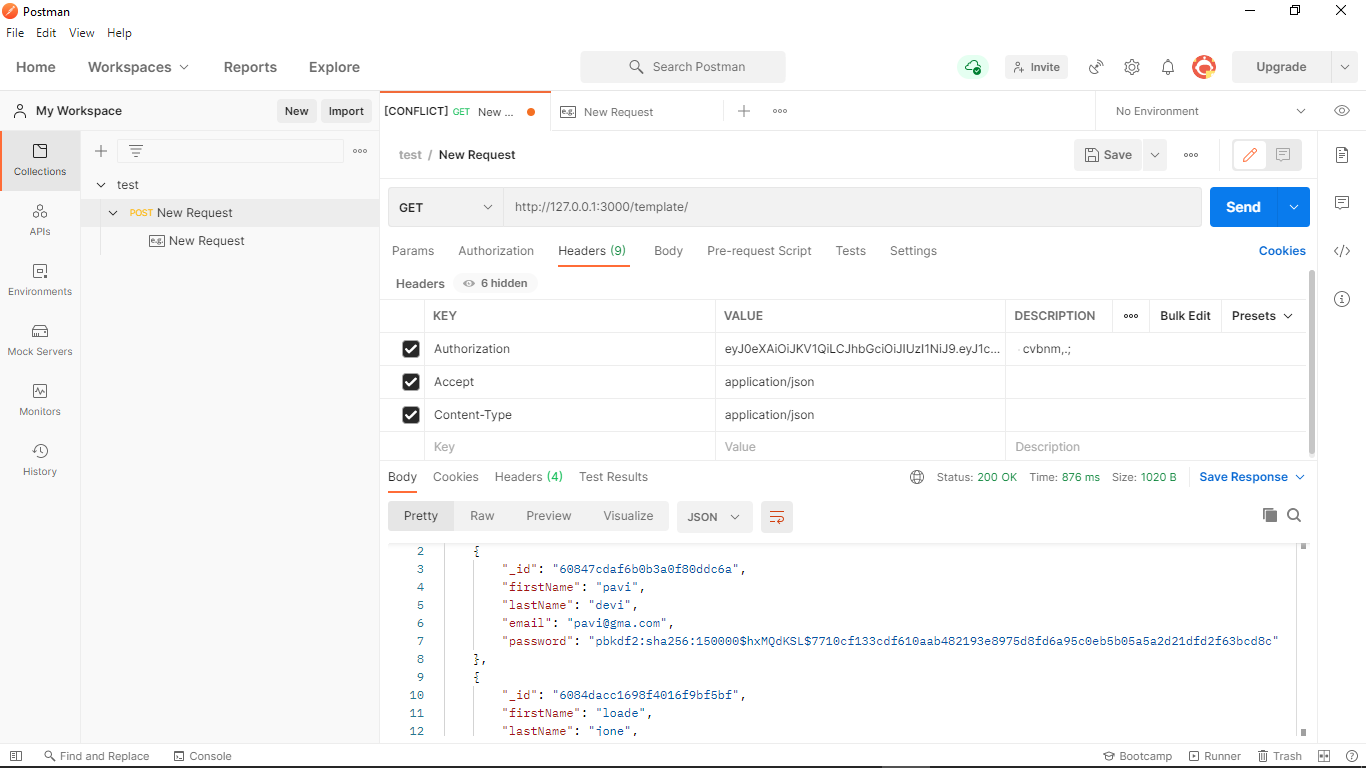 Postman
File Edit View Help
Home Workspaces Reports Explore Search Postman Invite Upgrade
My Workspace New Import [CONFLICT] GET New ... e.g. New Request No Environment
Collections
APIs
Environments
Mock Servers
Monitors
History
test
POST New Request
e.g. New Request
test / New Request Save
GET http://127.0.0.1:3000/template/ Send
Params Authorization Headers (9) Body Pre-request Script Tests Settings Cookies
Headers 6 hidden
KEY VALUE DESCRIPTION Bulk Edit Presets
Authorization eyJ0eXAiOiJKV1QiLCJhbGciOiJIUzI1NiJ9.eyJ1c... cvbnm,.;
Accept application/json
Content-Type application/json
Key Value Description
Body Cookies Headers (4) Test Results Status: 200 OK Time: 876 ms Size: 1020 B Save Response
Pretty Raw Preview Visualize JSON
2 {
3 "_id": "60847cdaf6b0b3a0f80ddc6a",
4 "firstName": "pavi",
5 "lastName": "devi",
6 "email": "pavi@gma.com",
7 "password": "pbkdf2:sha256:150000$hxMQdKSL$7710cf133cdf610aab482193e8975d8fd6a95c0eb5b05a5a2d21dfd2f63bcd8c"
8 },
9 {
10 "_id": "6084dacc1698f4016f9bf5bf",
11 "firstName": "loade",
12 "lastName": "jone",
Find and Replace Console Bootcamp Runner Trash